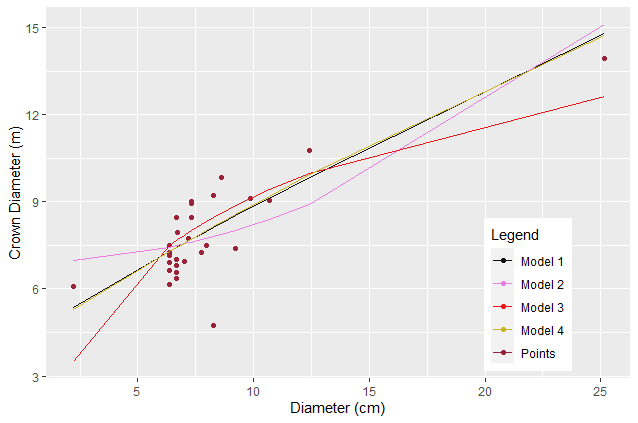 15
12
9
6
3
Crown Diameter (m)
5
10
15
20
25
Diameter (cm)
Legend
Model 1
Model 2
Model 3
Model 4
Points